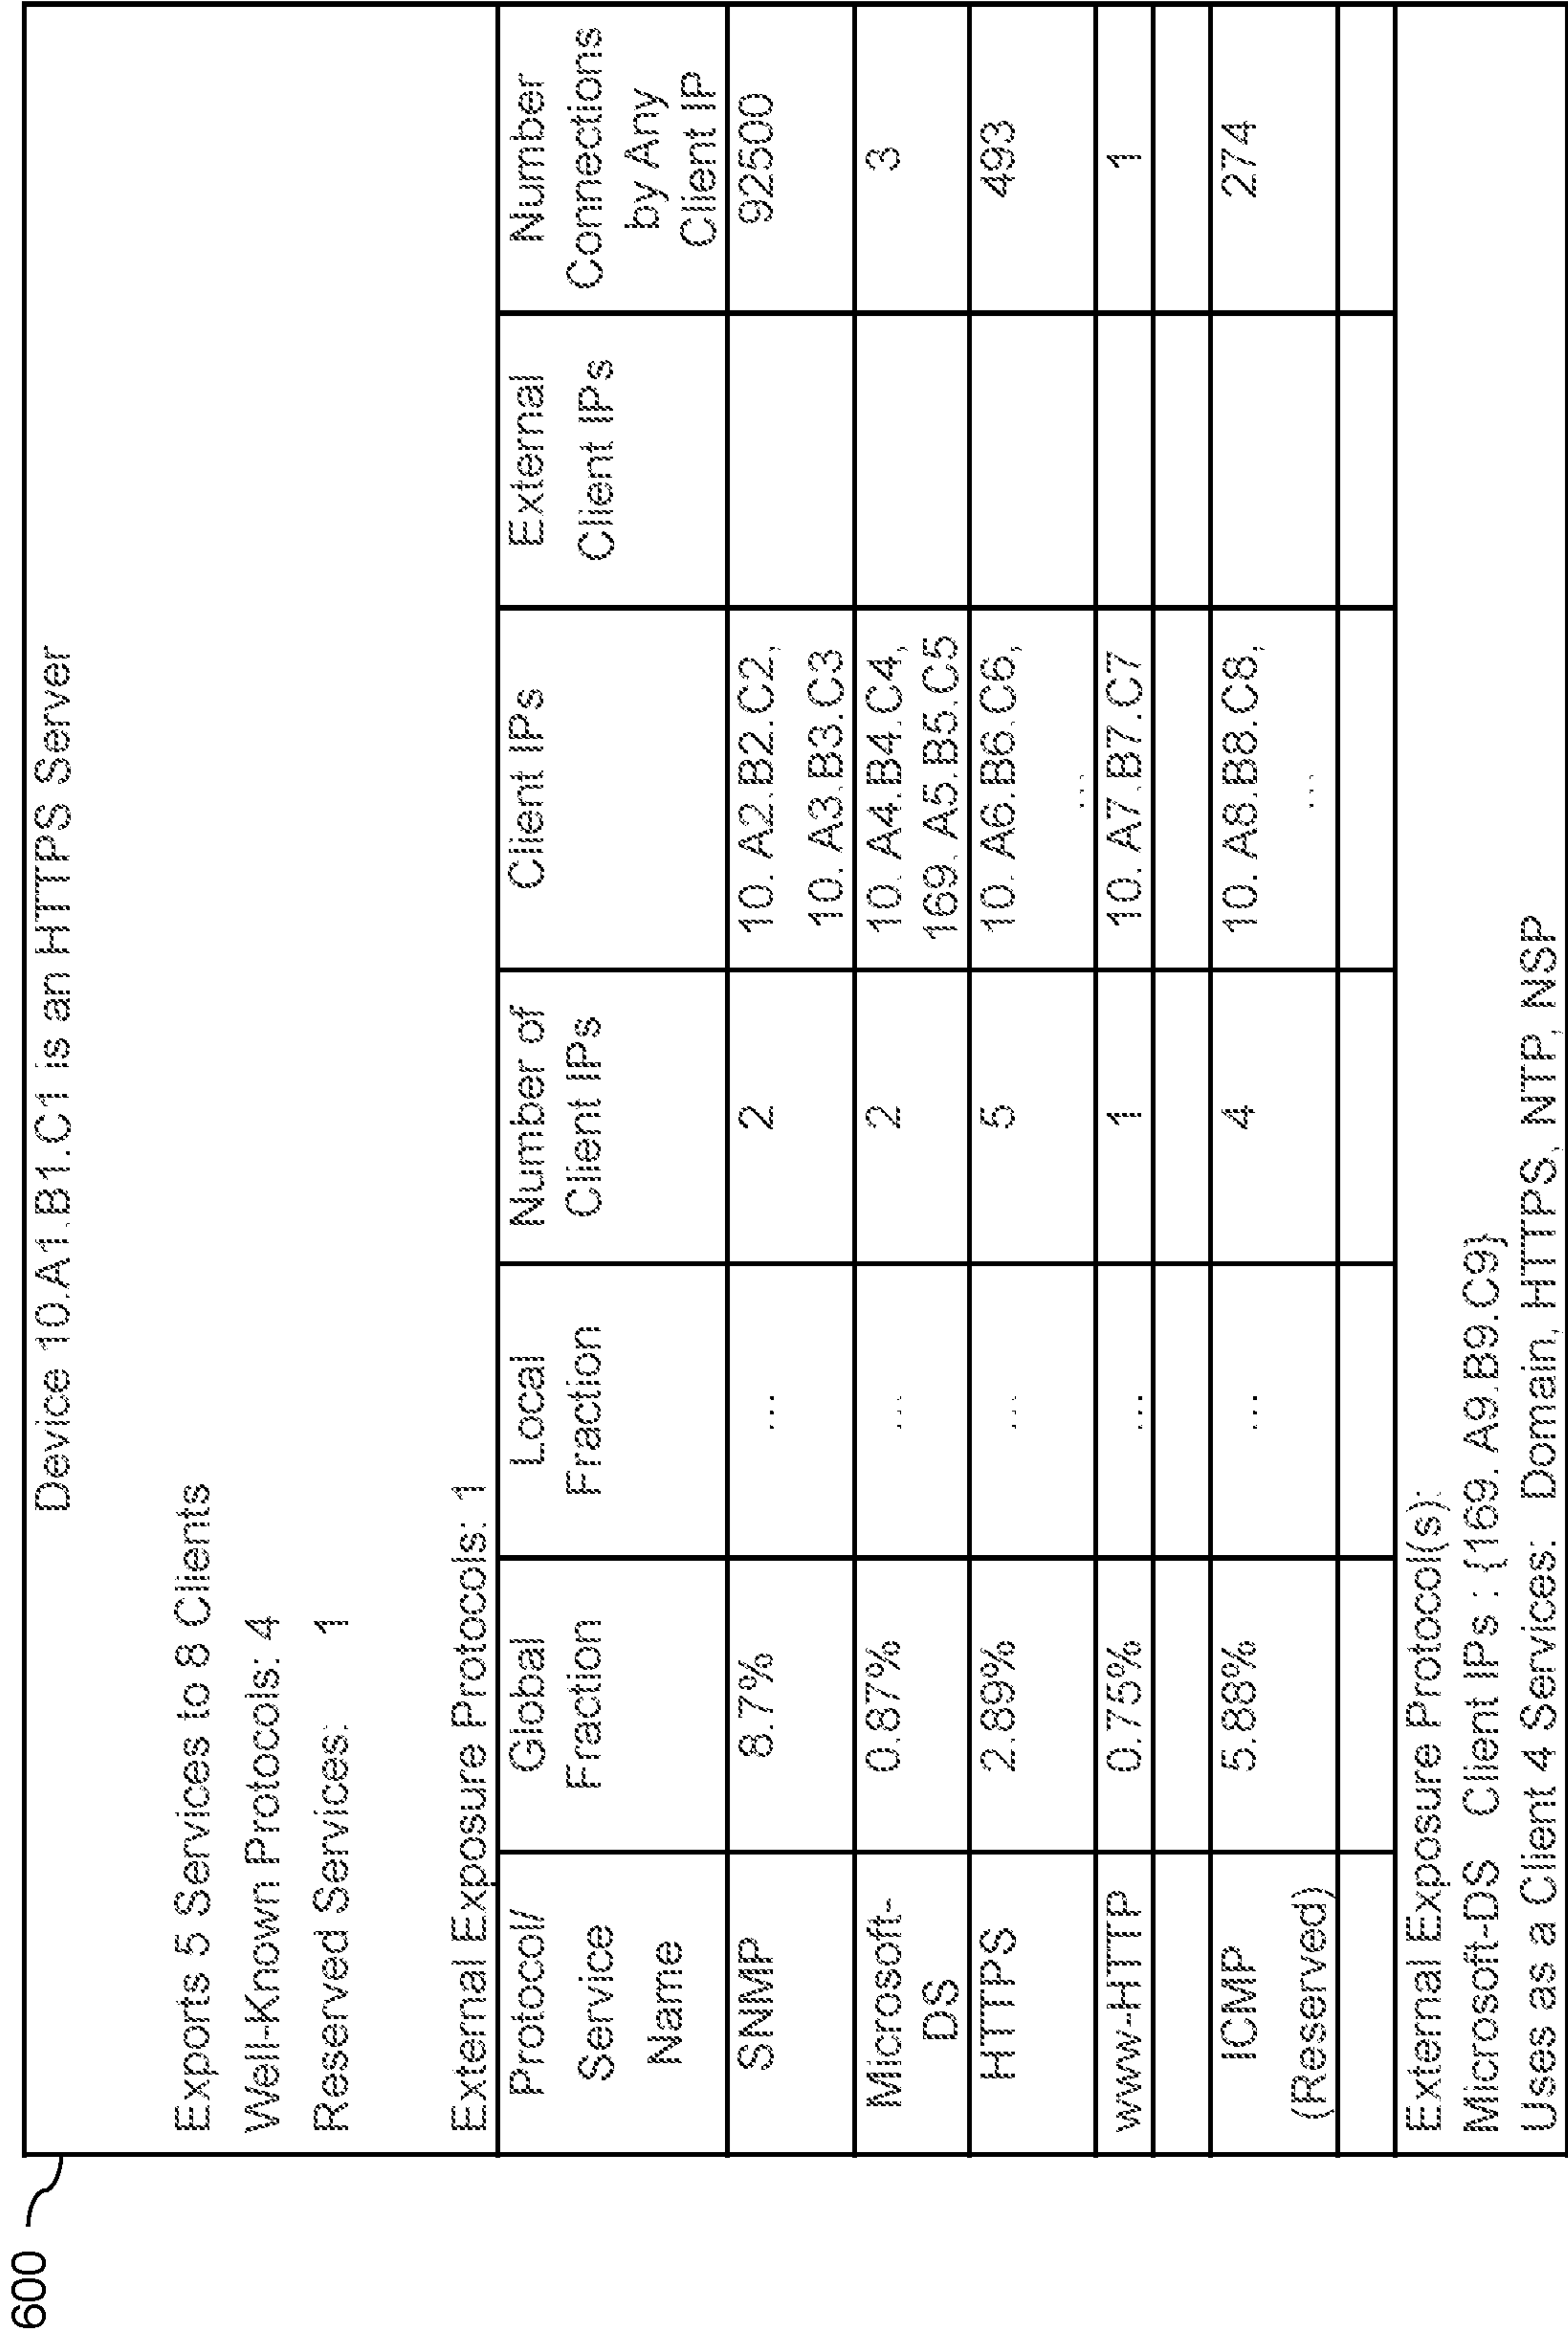 600
Device 10.A1.B1.C1 is an HTTPS Server
Exports 5 Services to 8 Clients
Well-Known Protocols: 4
Reserved Services: 1
External Exposure Protocols: 1
Protocol/ Global Local Number of Client IPs External Number
Service Fraction Fraction Client IPs Client IPs Connections
Name by Any
Client IP
SNMP 8.7% ... 2 10. A2.B2.C2, 92500
10. A3.B3.C3
Microsoft- 0.87% ... 2 10. A4.B4.C4, 3
DS 169. A5.B5.C5
HTTPS 2.89% ... 5 10. A6.B6.C6, 493
...
www-HTTP 0.75% ... 1 10. A7.B7.C7 1
ICMP 5.88% ... 4 10. A8.B8.C8, 274
(Reserved) ...
External Exposure Protocol(s):
Microsoft-DS Client IPs : {169. A9.B9.C9}
Uses as a Client 4 Services: Domain, HTTPS, NTP, NSP